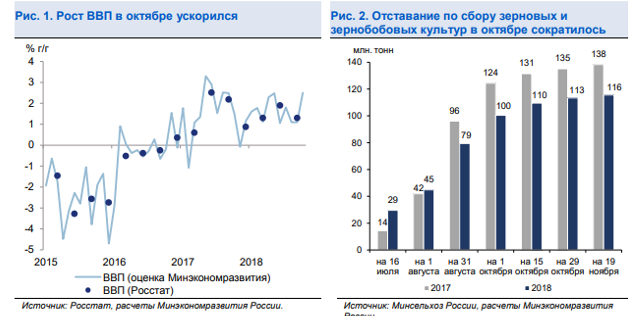 Рис. 1. Рост ВВП в октябре ускорился
% г/г
4
3
2
1
0
-1
-2
-3
-4
-5
2015 2016 2017 2018
ВВП (оценка Минэкономразвития)
ВВП (Росстат)
Источник: Росстат, расчеты Минэкономразвития России.
Рис. 2. Отставание по сбору зерновых и
зернобобовых культур в октябре сократилось
млн. тонн
140
120
100
80
60
40
20
0
14 29
42 45
96 79
124 100
131 110
135 113
138 116
на 16 июля
на 1 августа
на 31 августа
на 1 октября
на 15 октября
на 29 октября
на 19 ноября
2017 2018
Источник: Минсельхоз России, расчеты Минэкономразвития